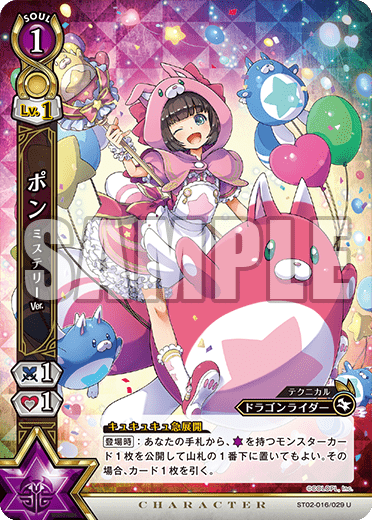 SOUL
1
Lv. 1
ポン ミステリー Ver.
SAMPLE
1
1
テクニカル
ドラゴンライダー
キュキュキュ急展開
登場時：あなたの手札から、を持つモンスターカー
ド1枚を公開して山札の1番下に置いてもよい。その
場合、カード1枚を引く。
©COLOPL, Inc.
CHARACTER
ST02-016/029 U